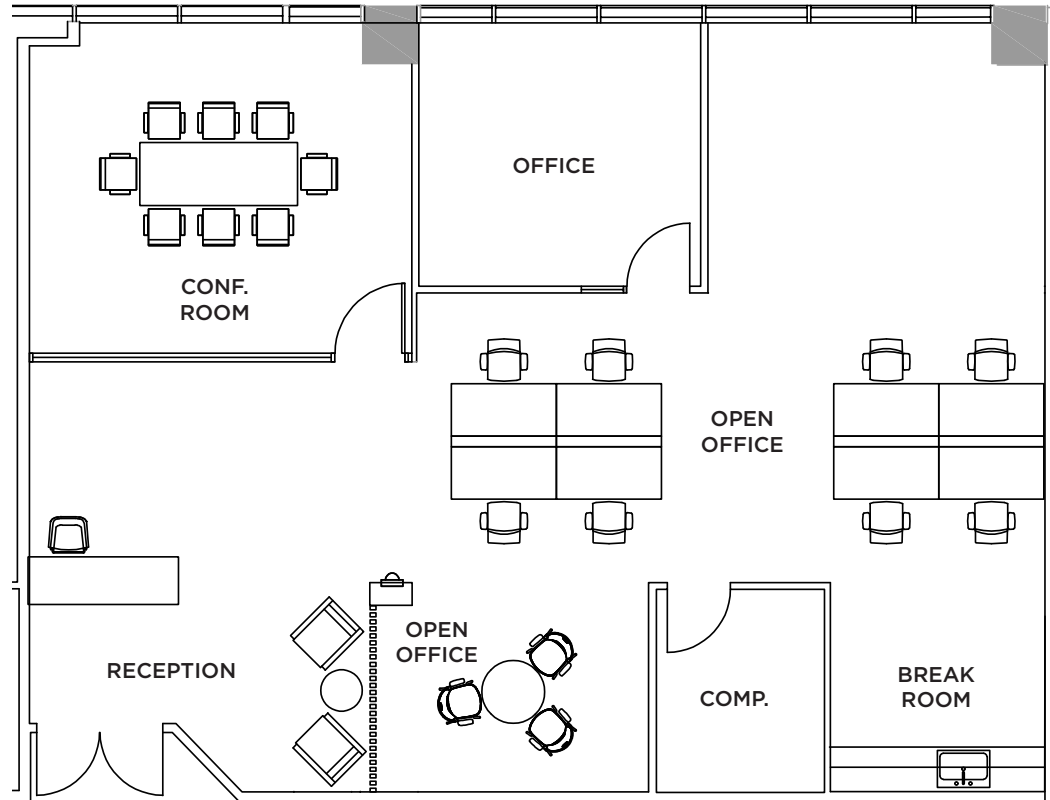 OFFICE
CONF.
ROOM
OPEN
OFFICE
OPEN
OFFICE
RECEPTION
COMP.
BREAK
ROOM